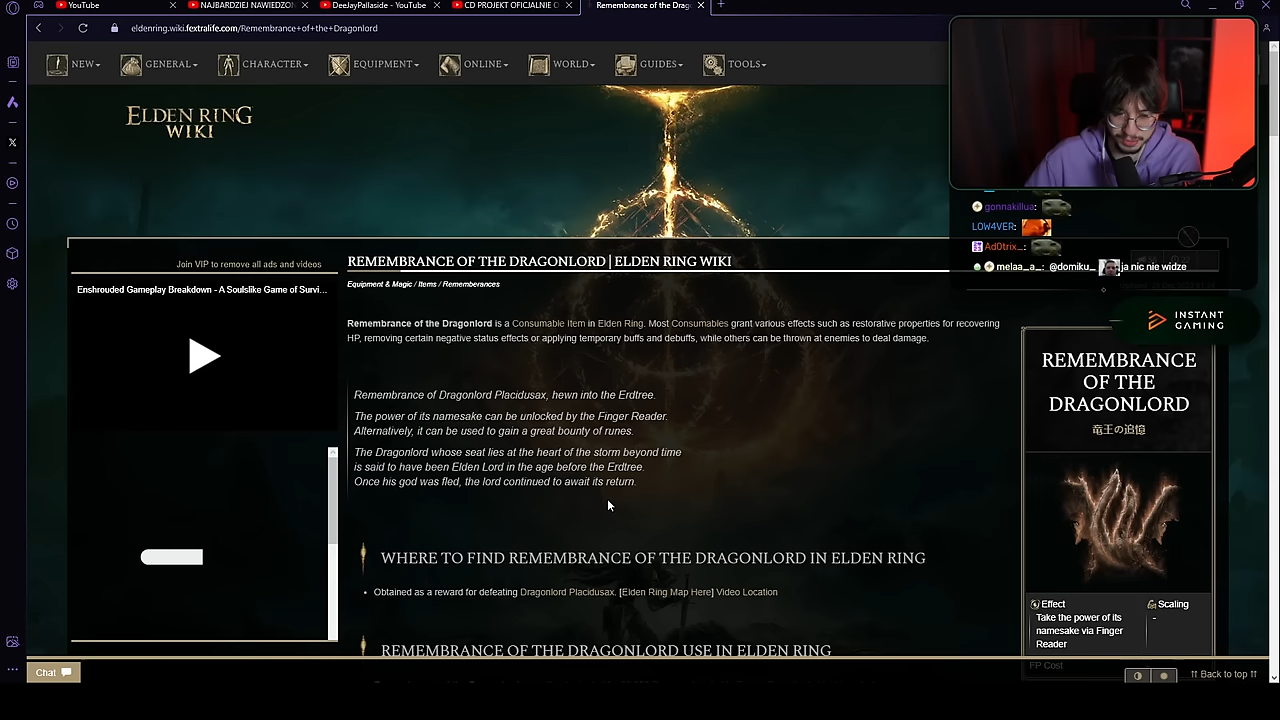 YouTube
NAJBARDZIEJ NAWIEDZON
DeeJayPallaside - YouTube
CD PROJEKT OFICJALNIE O
Remembrance of the Drag
eldenring.wiki.fextralife.com/Remembrance+of+the+Dragonlord
NEW
GENERAL
CHARACTER
EQUIPMENT
ONLINE
WORLD
GUIDES
TOOLS
ELDEN RING
WIKI
gonnakillua:
LOW4VER:
Ad0trix_:
melaa_a_: @domiku_ ja nic nie widze
INSTANT
GAMING
Join VIP to remove all ads and videos
Enshrouded Gameplay Breakdown - A Soulslike Game of Survi...
REMEMBRANCE OF THE DRAGONLORD | ELDEN RING WIKI
Equipment & Magic / Items / Rememberances
Remembrance of the Dragonlord is a Consumable Item in Elden Ring. Most Consumables grant various effects such as restorative properties for recovering
HP, removing certain negative status effects or applying temporary buffs and debuffs, while others can be thrown at enemies to deal damage.
Remembrance of Dragonlord Placidusax, hewn into the Erdtree.
The power of its namesake can be unlocked by the Finger Reader.
Alternatively, it can be used to gain a great bounty of runes.
The Dragonlord whose seat lies at the heart of the storm beyond time
is said to have been Elden Lord in the age before the Erdtree.
Once his god was fled, the lord continued to await its return.
WHERE TO FIND REMEMBRANCE OF THE DRAGONLORD IN ELDEN RING
Obtained as a reward for defeating Dragonlord Placidusax. [Elden Ring Map Here] Video Location
REMEMBRANCE OF THE DRAGONLORD USE IN ELDEN RING
REMEMBRANCE
OF THE
DRAGONLORD
竜王の追憶
Effect
Take the power of its
namesake via Finger
Reader
Scaling
-
FP Cost
Chat
Back to top